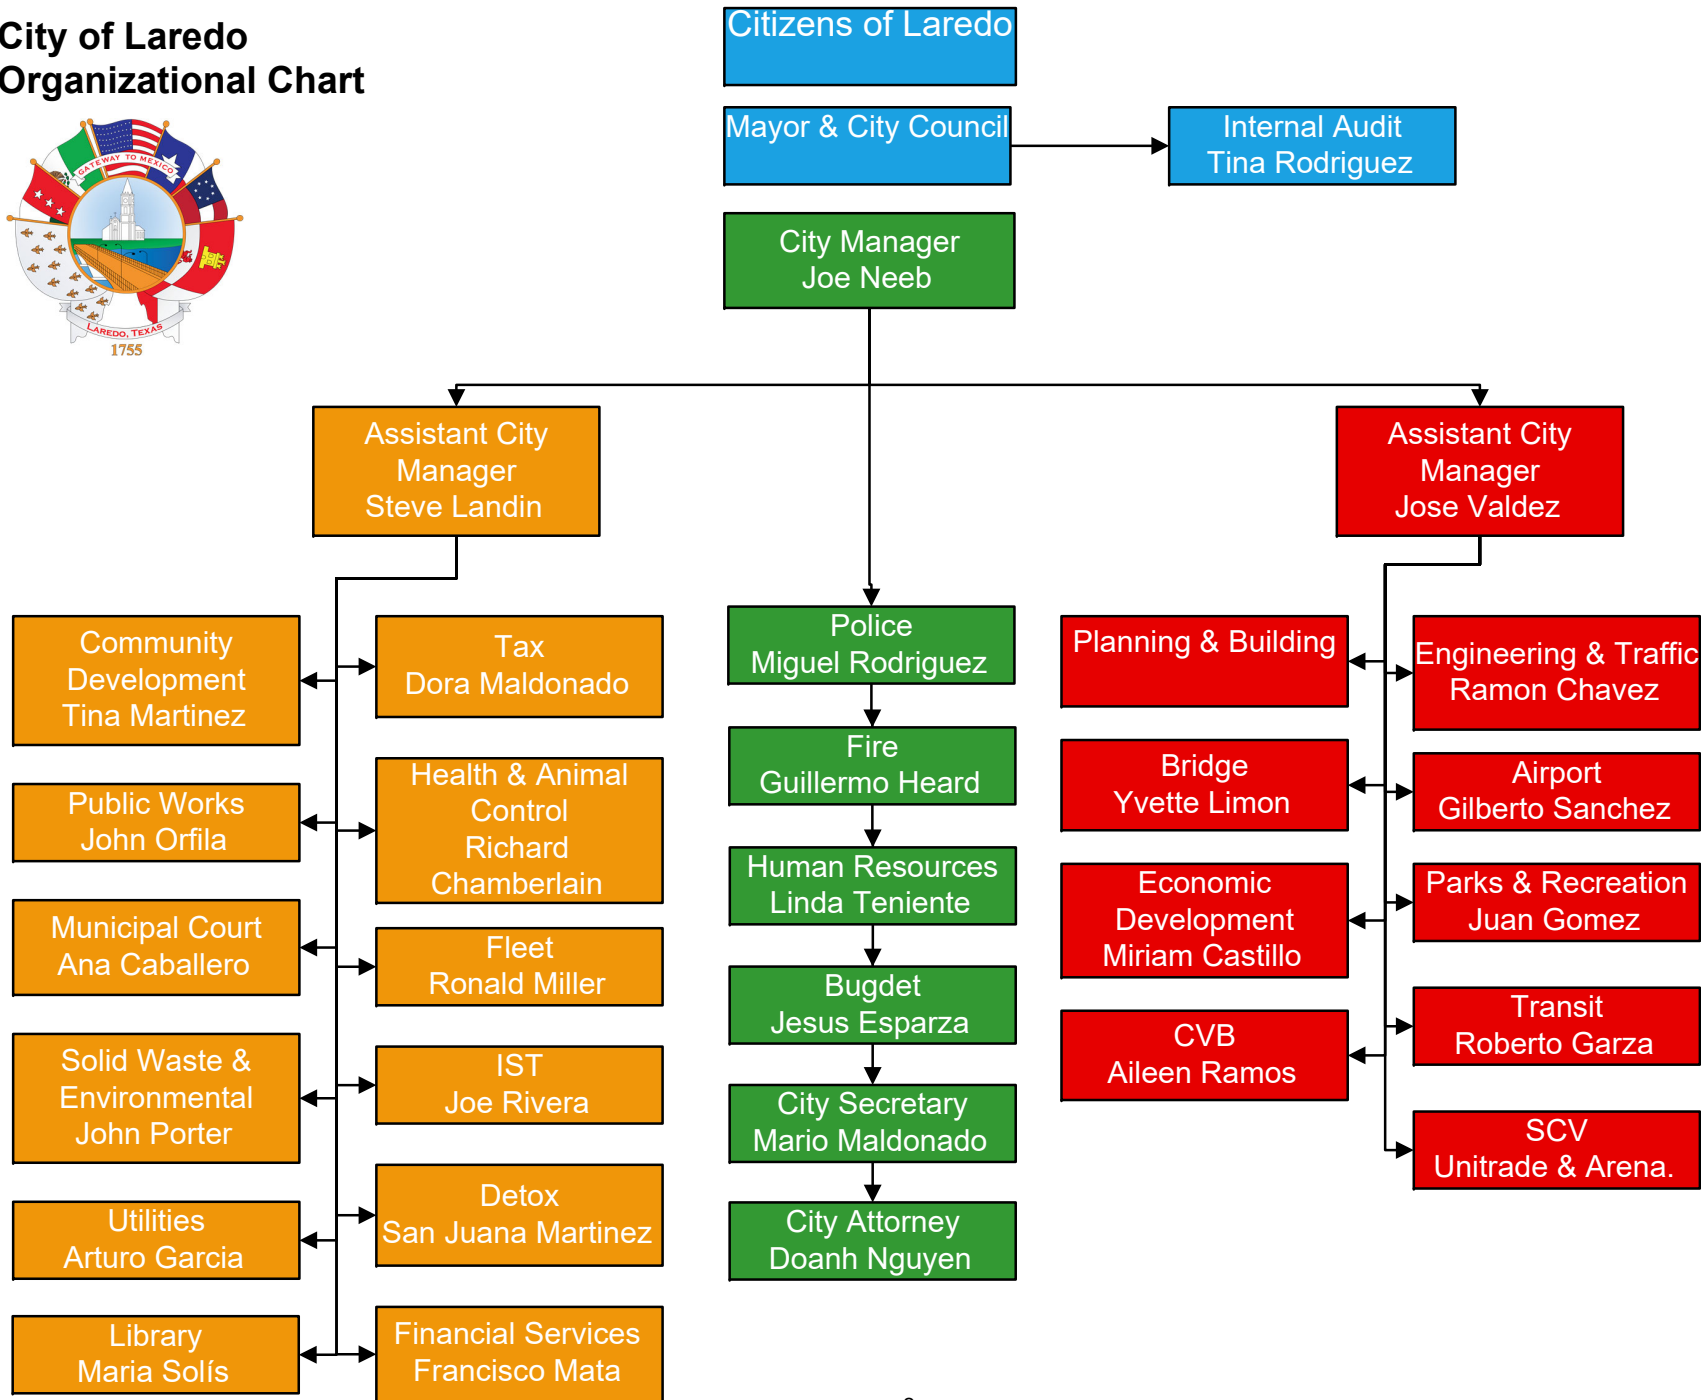 City of Laredo
Organizational Chart
GATEWAY TO MEXICO
LAREDO, TEXAS
1755
Citizens of Laredo
Mayor & City Council
Internal Audit
Tina Rodriguez
City Manager
Joe Neeb
Assistant City
Manager
Steve Landin
Assistant City
Manager
Jose Valdez
Community
Development
Tina Martinez
Public Works
John Orfila
Municipal Court
Ana Caballero
Solid Waste &
Environmental
John Porter
Utilities
Arturo Garcia
Library
Maria Solís
Tax
Dora Maldonado
Health & Animal
Control
Richard
Chamberlain
Fleet
Ronald Miller
IST
Joe Rivera
Detox
San Juana Martinez
Financial Services
Francisco Mata
Police
Miguel Rodriguez
Fire
Guillermo Heard
Human Resources
Linda Teniente
Bugdet
Jesus Esparza
City Secretary
Mario Maldonado
City Attorney
Doanh Nguyen
Planning & Building
Bridge
Yvette Limon
Economic
Development
Miriam Castillo
CVB
Aileen Ramos
Engineering & Traffic
Ramon Chavez
Airport
Gilberto Sanchez
Parks & Recreation
Juan Gomez
Transit
Roberto Garza
SCV
Unitrade & Arena.